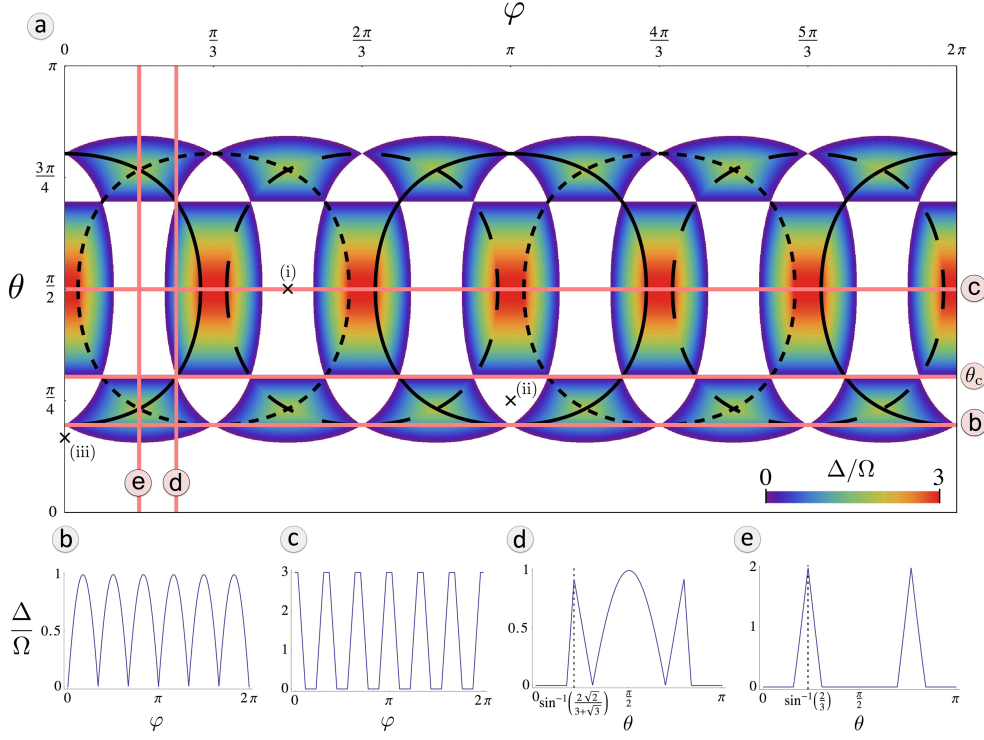 a
φ
0 π/3 2π/3 π 4π/3 5π/3 2π
π
3π/4
θ
π/2
π/4
0
(i)
(ii)
(iii)
c
θc
b
e d
Δ/Ω
0 3
b c d e
Δ/Ω
1
0.5
0
0 π 2π
φ
3
2
1
0
0 π 2π
φ
1
0.5
0
0 sin⁻¹(2√2/(3+√3)) π/2 π
θ
2
1
0
0 sin⁻¹(2/3) π/2 π
θ